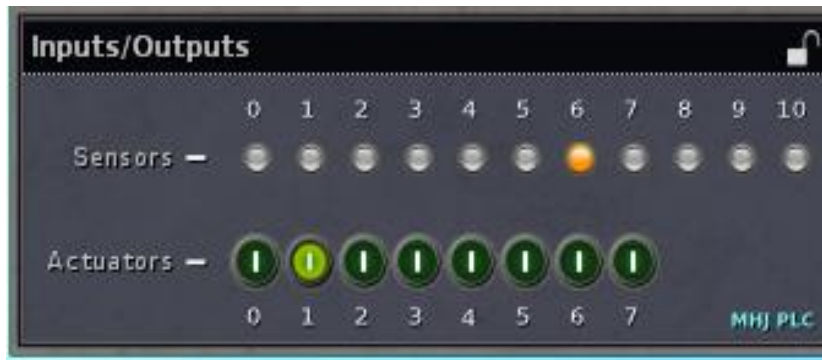 Inputs/Outputs
0 1 2 3 4 5 6 7 8 9 10
Sensors
Actuators
0 1 2 3 4 5 6 7
MHJ PLC